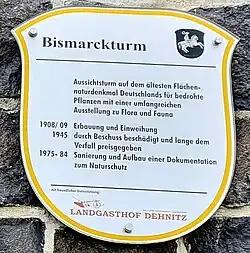 Bismarckturm
Aussichtsturm auf dem ältesten Flächen-
naturdenkmal Deutschlands für bedrohte
Pflanzen mit einer umfangreichen
Ausstellung zu Flora und Fauna
1908/09 Erbauung und Einweihung
1945 durch Beschuss beschädigt und lange dem
Verfall preisgegeben
1975-84 Sanierung und Aufbau einer Dokumentation
zum Naturschutz
mit freundlicher Unterstützung:
LANDGASTHOF DEHNITZ